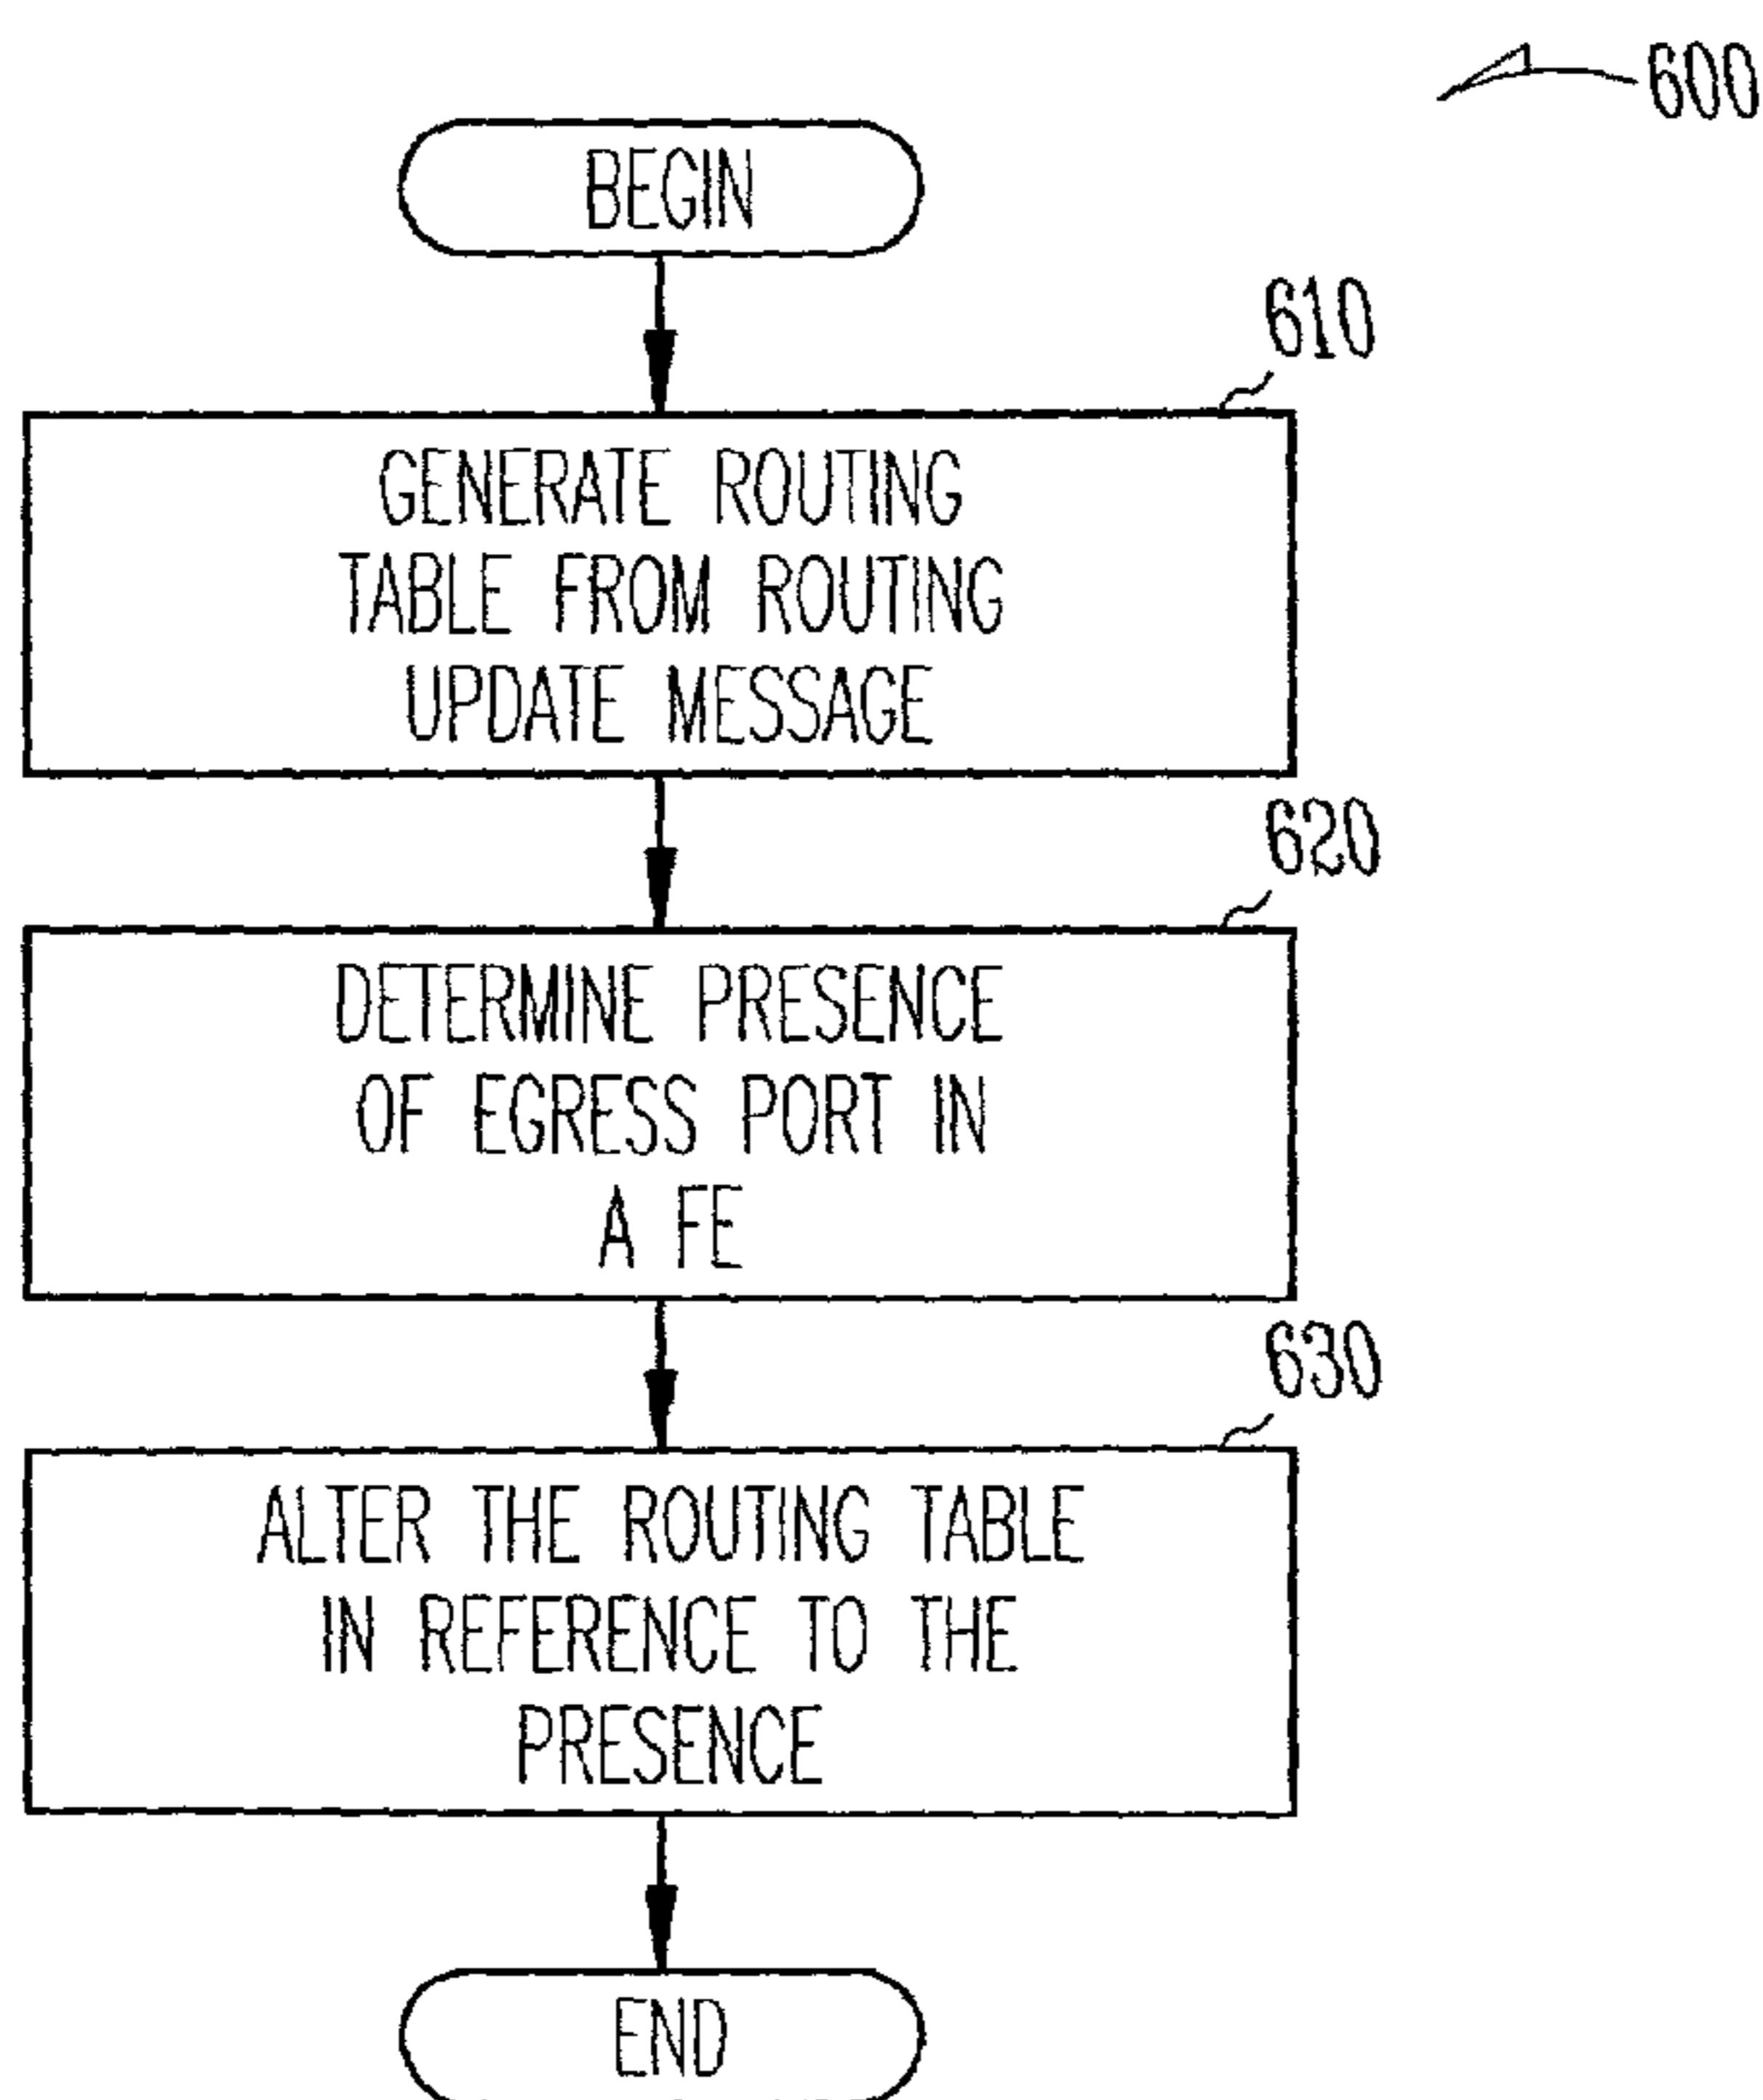 600
BEGIN
610
GENERATE ROUTING
TABLE FROM ROUTING
UPDATE MESSAGE
620
DETERMINE PRESENCE
OF EGRESS PORT IN
A FE
630
ALTER THE ROUTING TABLE
IN REFERENCE TO THE
PRESENCE
END